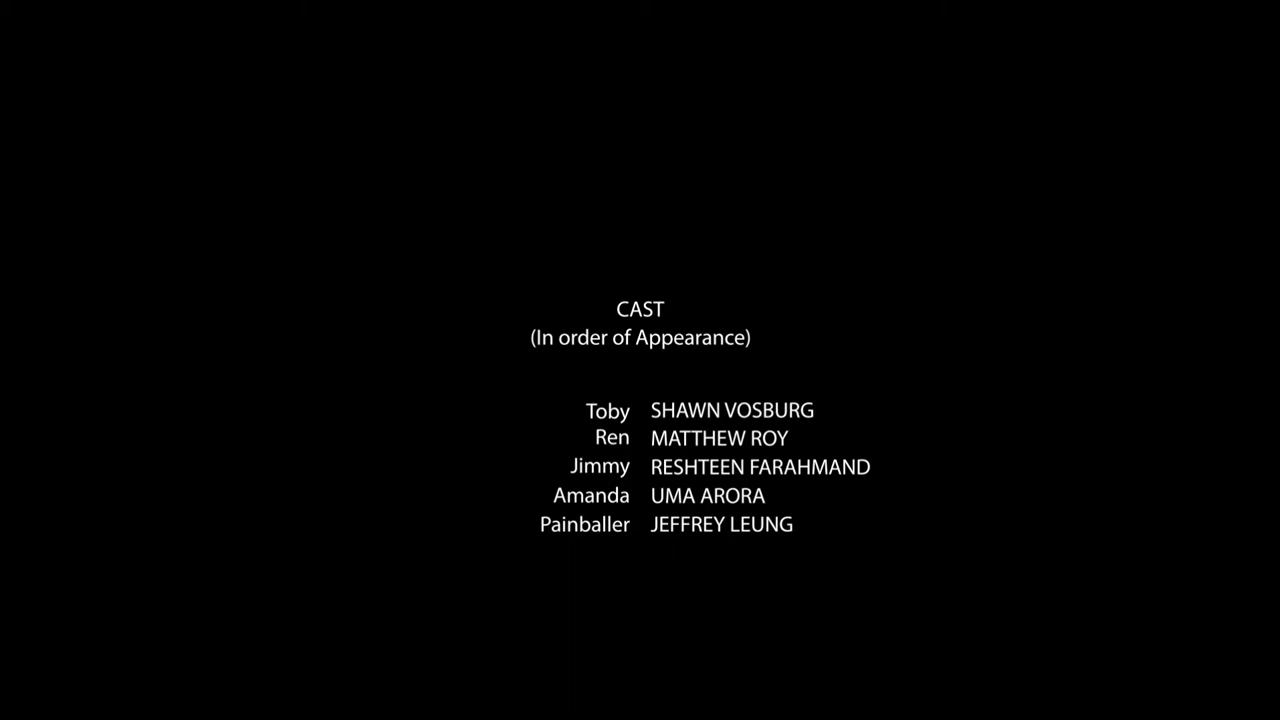 CAST
(In order of Appearance)
Toby SHAWN VOSBURG
Ren MATTHEW ROY
Jimmy RESHTEEN FARAHMAND
Amanda UMA ARORA
Painballer JEFFREY LEUNG